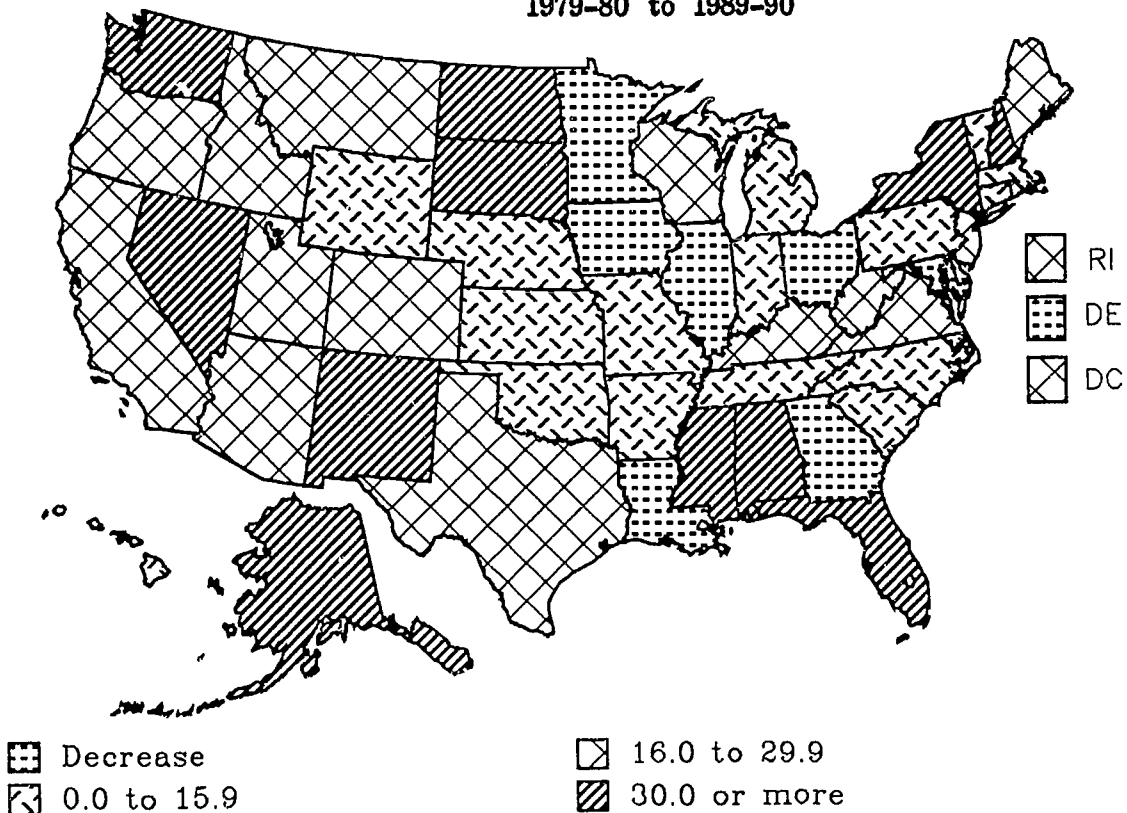 1979-80 to 1989-90
RI
DE
DC
Decrease
0.0 to 15.9
16.0 to 29.9
30.0 or more